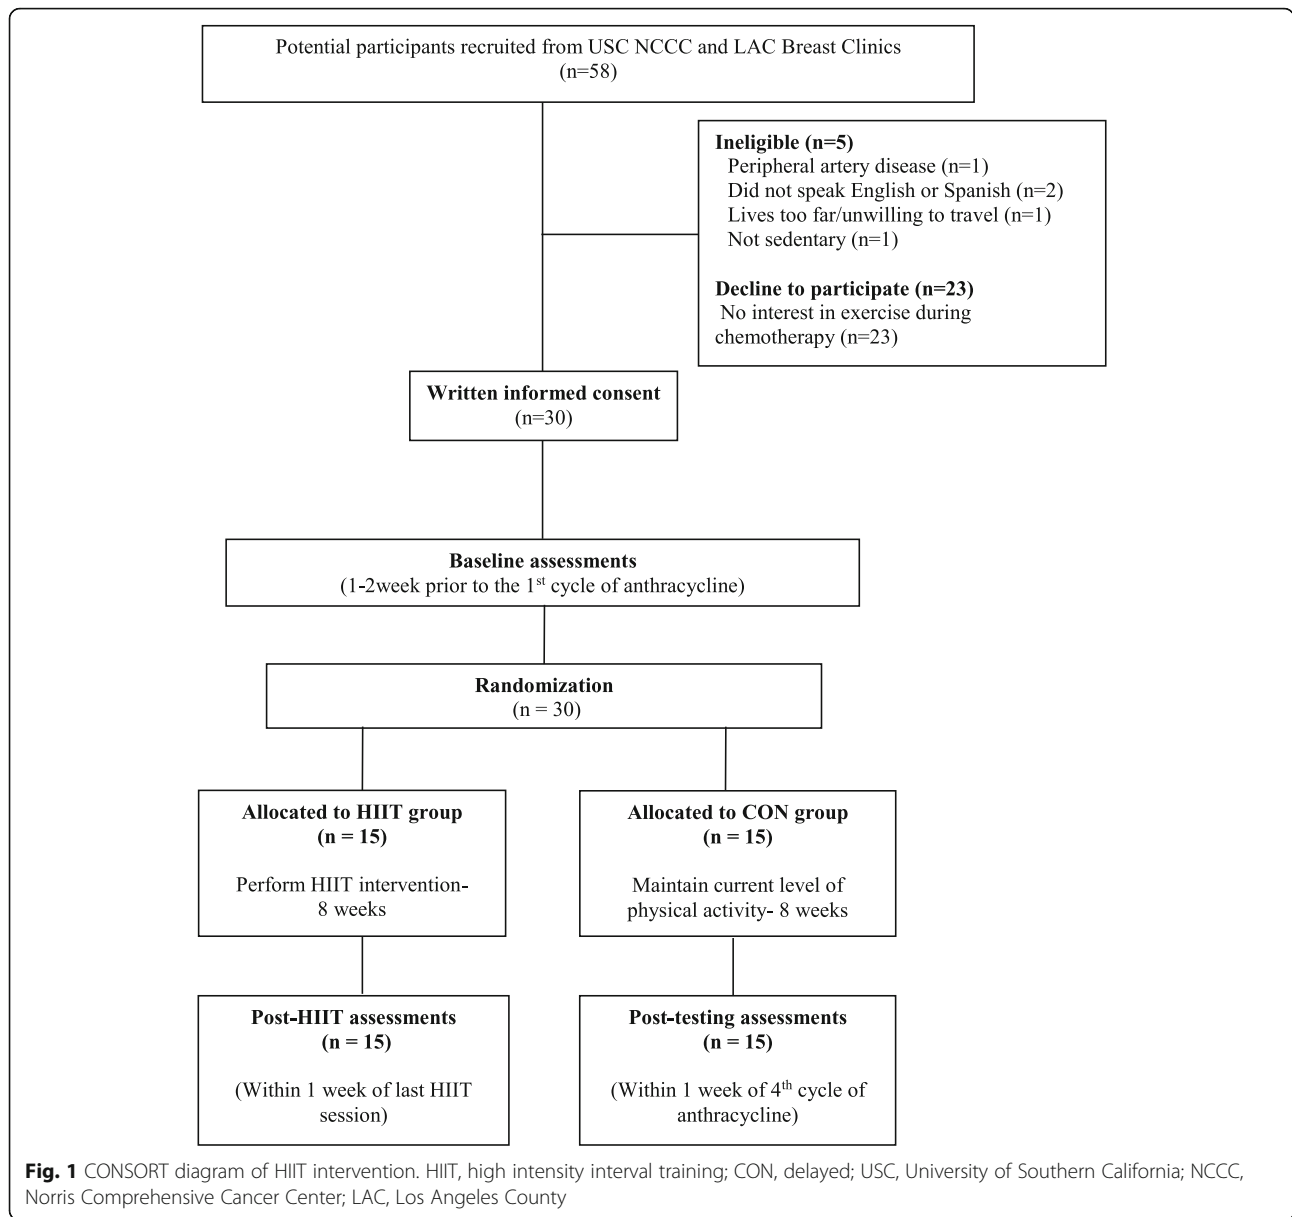 Potential participants recruited from USC NCCC and LAC Breast Clinics
(n=58)
Ineligible (n=5)
Peripheral artery disease (n=1)
Did not speak English or Spanish (n=2)
Lives too far/unwilling to travel (n=1)
Not sedentary (n=1)
Decline to participate (n=23)
No interest in exercise during
chemotherapy (n=23)
Written informed consent
(n=30)
Baseline assessments
(1-2week prior to the 1st cycle of anthracycline)
Randomization
(n = 30)
Allocated to HIIT group
(n = 15)
Perform HIIT intervention-
8 weeks
Allocated to CON group
(n = 15)
Maintain current level of
physical activity- 8 weeks
Post-HIIT assessments
(n = 15)
(Within 1 week of last HIIT
session)
Post-testing assessments
(n = 15)
(Within 1 week of 4th cycle of
anthracycline)
Fig. 1 CONSORT diagram of HIIT intervention. HIIT, high intensity interval training; CON, delayed; USC, University of Southern California; NCCC,
Norris Comprehensive Cancer Center; LAC, Los Angeles County